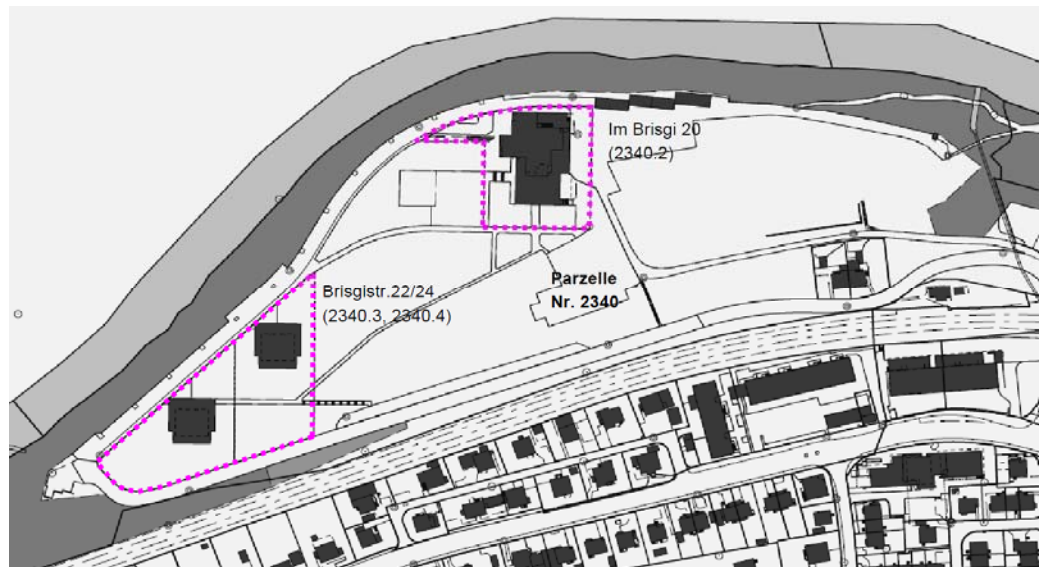 Im Brisgi 20
(2340.2)
Brisgistr.22/24
(2340.3, 2340.4)
Parzelle
Nr. 2340